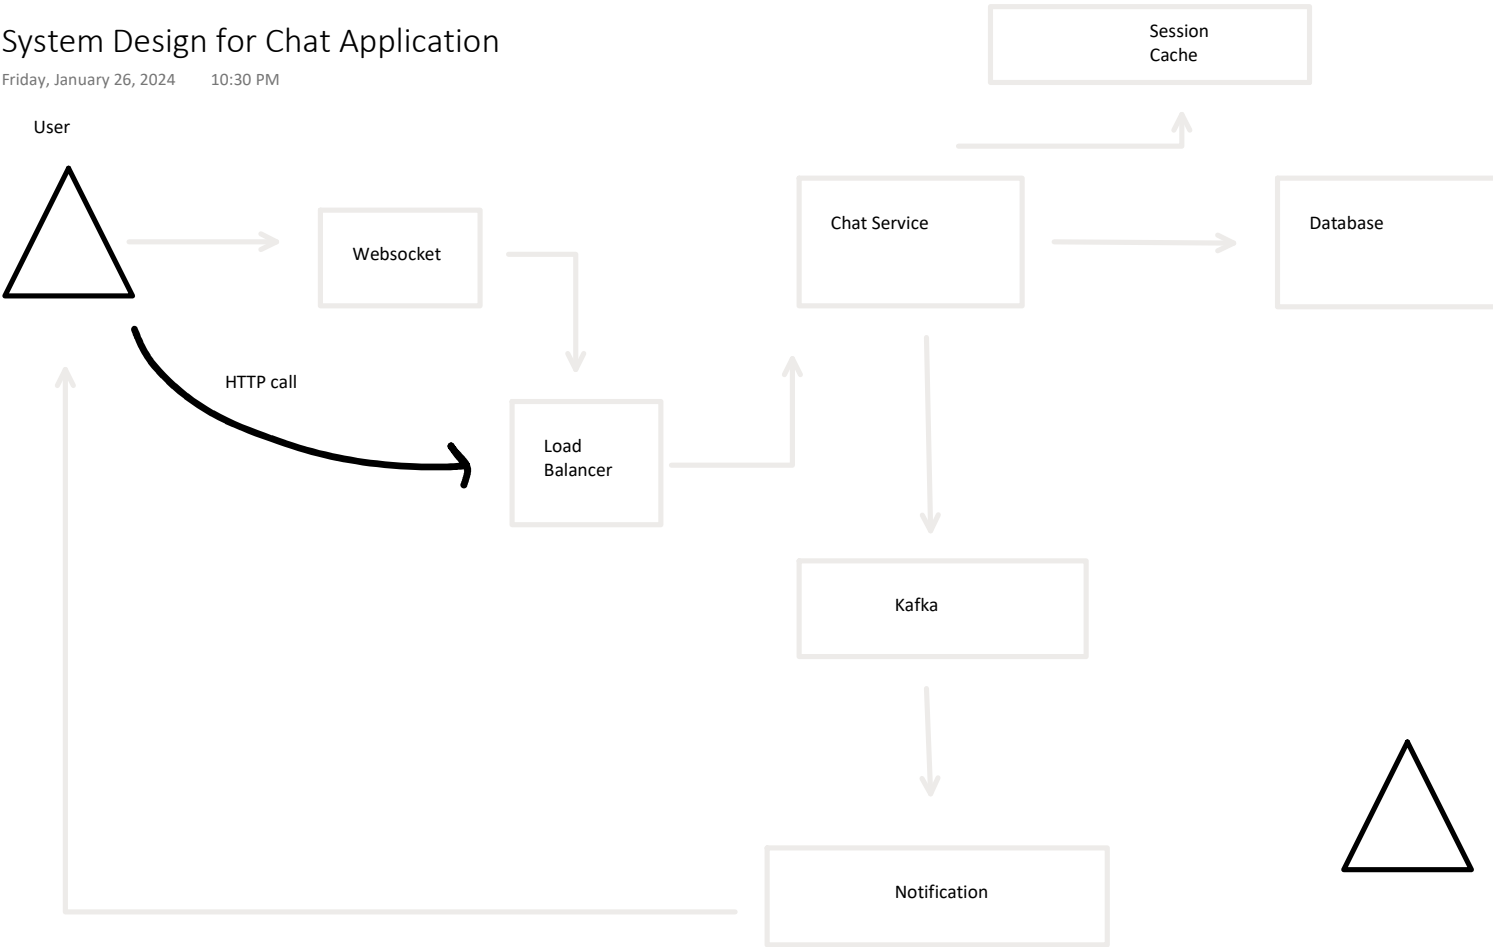 System Design for Chat Application
Friday, January 26, 2024 10:30 PM
Session
Cache
User
Chat Service
Database
Websocket
HTTP call
Load
Balancer
Kafka
Notification